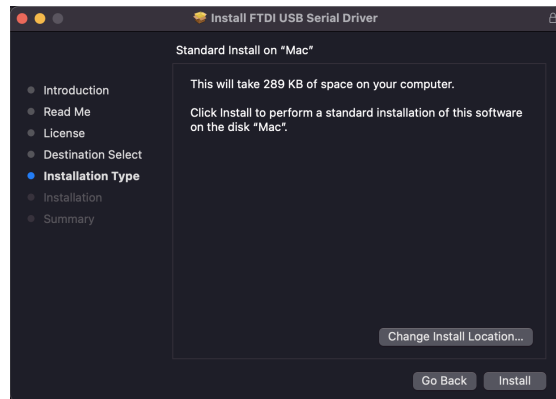 Install FTDI USB Serial Driver
Standard Install on “Mac”
Introduction
Read Me
License
Destination Select
Installation Type
Installation
Summary
This will take 289 KB of space on your computer.
Click Install to perform a standard installation of this software
on the disk “Mac”.
Change Install Location...
Go Back
Install